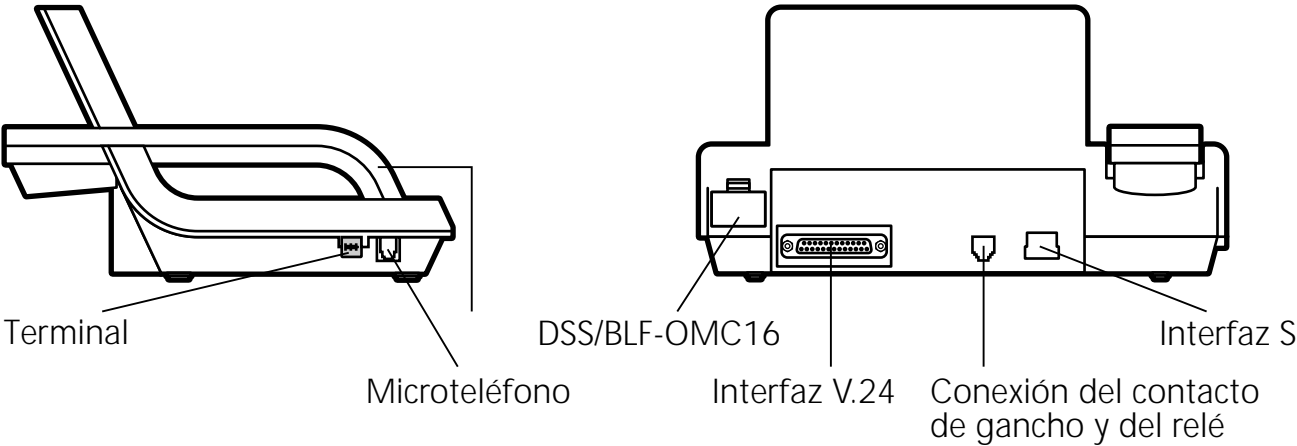 Terminal
DSS/BLF-OMC16
Interfaz S
Microteléfono
Interfaz V.24
Conexión del contacto
de gancho y del relé